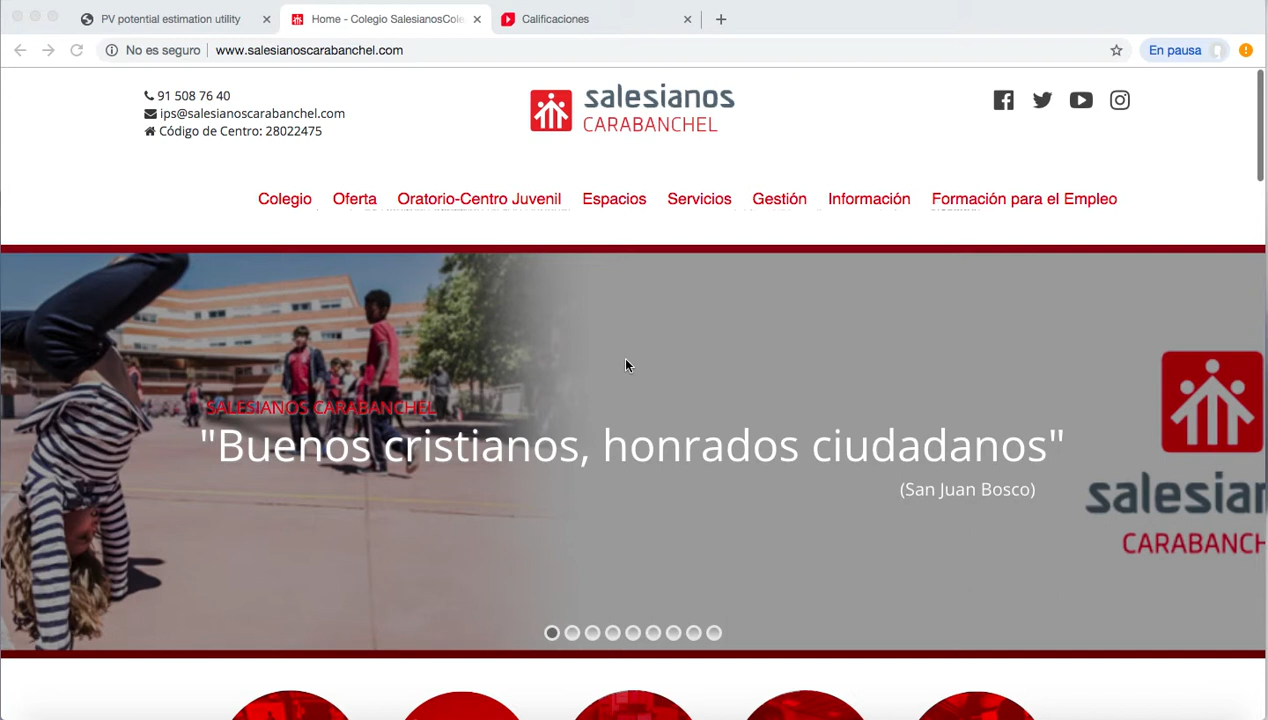 PV potential estimation utility
Home - Colegio SalesianosCole
Calificaciones
No es seguro
www.salesianoscarabanchel.com
En pausa
91 508 76 40
ips@salesianoscarabanchel.com
Código de Centro: 28022475
salesianos
CARABANCHEL
Colegio Oferta Oratorio-Centro Juvenil Espacios Servicios Gestión Información Formación para el Empleo
SALESIANOS CARABANCHEL
"Buenos cristianos, honrados ciudadanos"
(San Juan Bosco)
salesian
CARABANCH